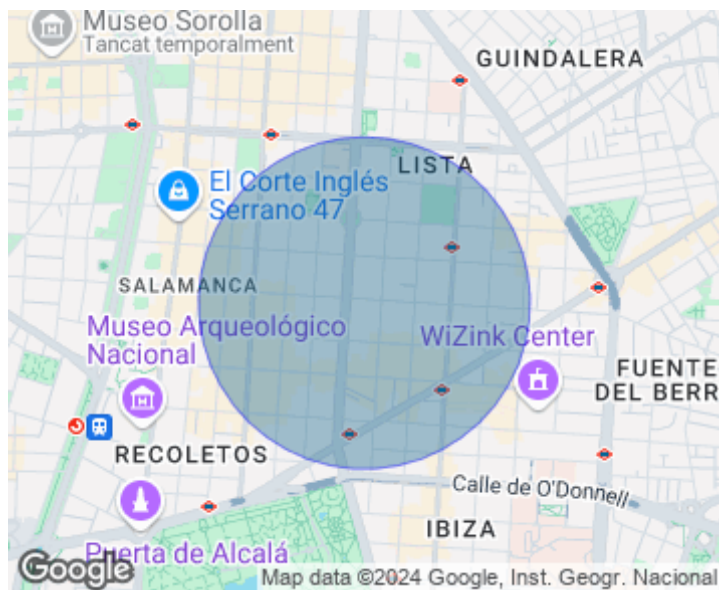 Museo Sorolla
Tancat temporalment
GUINDALERA
LISTA
El Corte Inglés
Serrano 47
SALAMANCA
Museo Arqueológico
Nacional
WiZink Center
FUENTE
DEL BERR
RECOLETOS
Calle de O'Donnell
IBIZA
Puerta de Alcalá
Google
Map data ©2024 Google, Inst. Geogr. Nacional